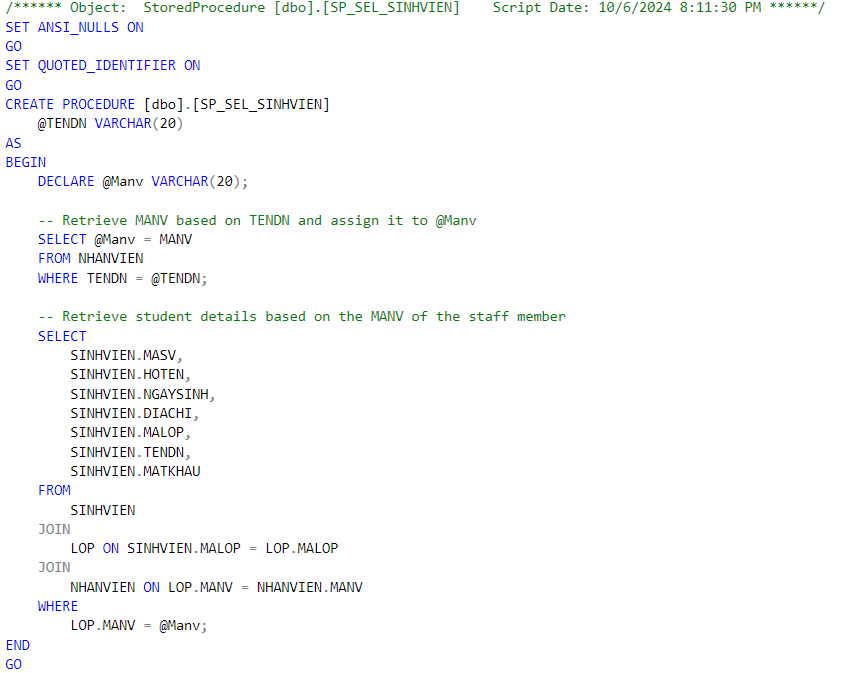 /****** Object:  StoredProcedure [dbo].[SP_SEL_SINHVIEN]    Script Date: 10/6/2024 8:11:30 PM ******/
SET ANSI_NULLS ON
GO
SET QUOTED_IDENTIFIER ON
GO
CREATE PROCEDURE [dbo].[SP_SEL_SINHVIEN]
    @TENDN VARCHAR(20)
AS
BEGIN
    DECLARE @Manv VARCHAR(20);

    -- Retrieve MANV based on TENDN and assign it to @Manv
    SELECT @Manv = MANV
    FROM NHANVIEN
    WHERE TENDN = @TENDN;

    -- Retrieve student details based on the MANV of the staff member
    SELECT
        SINHVIEN.MASV,
        SINHVIEN.HOTEN,
        SINHVIEN.NGAYSINH,
        SINHVIEN.DIACHI,
        SINHVIEN.MALOP,
        SINHVIEN.TENDN,
        SINHVIEN.MATKHAU
    FROM
        SINHVIEN
    JOIN
        LOP ON SINHVIEN.MALOP = LOP.MALOP
    JOIN
        NHANVIEN ON LOP.MANV = NHANVIEN.MANV
    WHERE
        LOP.MANV = @Manv;
END
GO